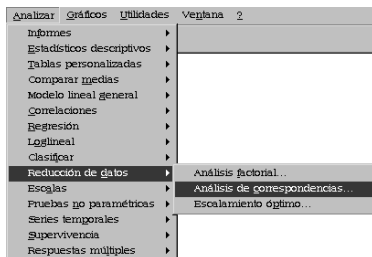 Analizar Gráficos Utilidades Ventana ?
Informes
Estadísticos descriptivos
Tablas personalizadas
Comparar medias
Modelo lineal general
Correlaciones
Regresión
Loglineal
Clasificar
Reducción de datos
Análisis factorial...
Escalas
Análisis de correspondencias...
Pruebas no paramétricas
Escalamiento óptimo...
Series temporales
Supervivencia
Respuestas múltiples